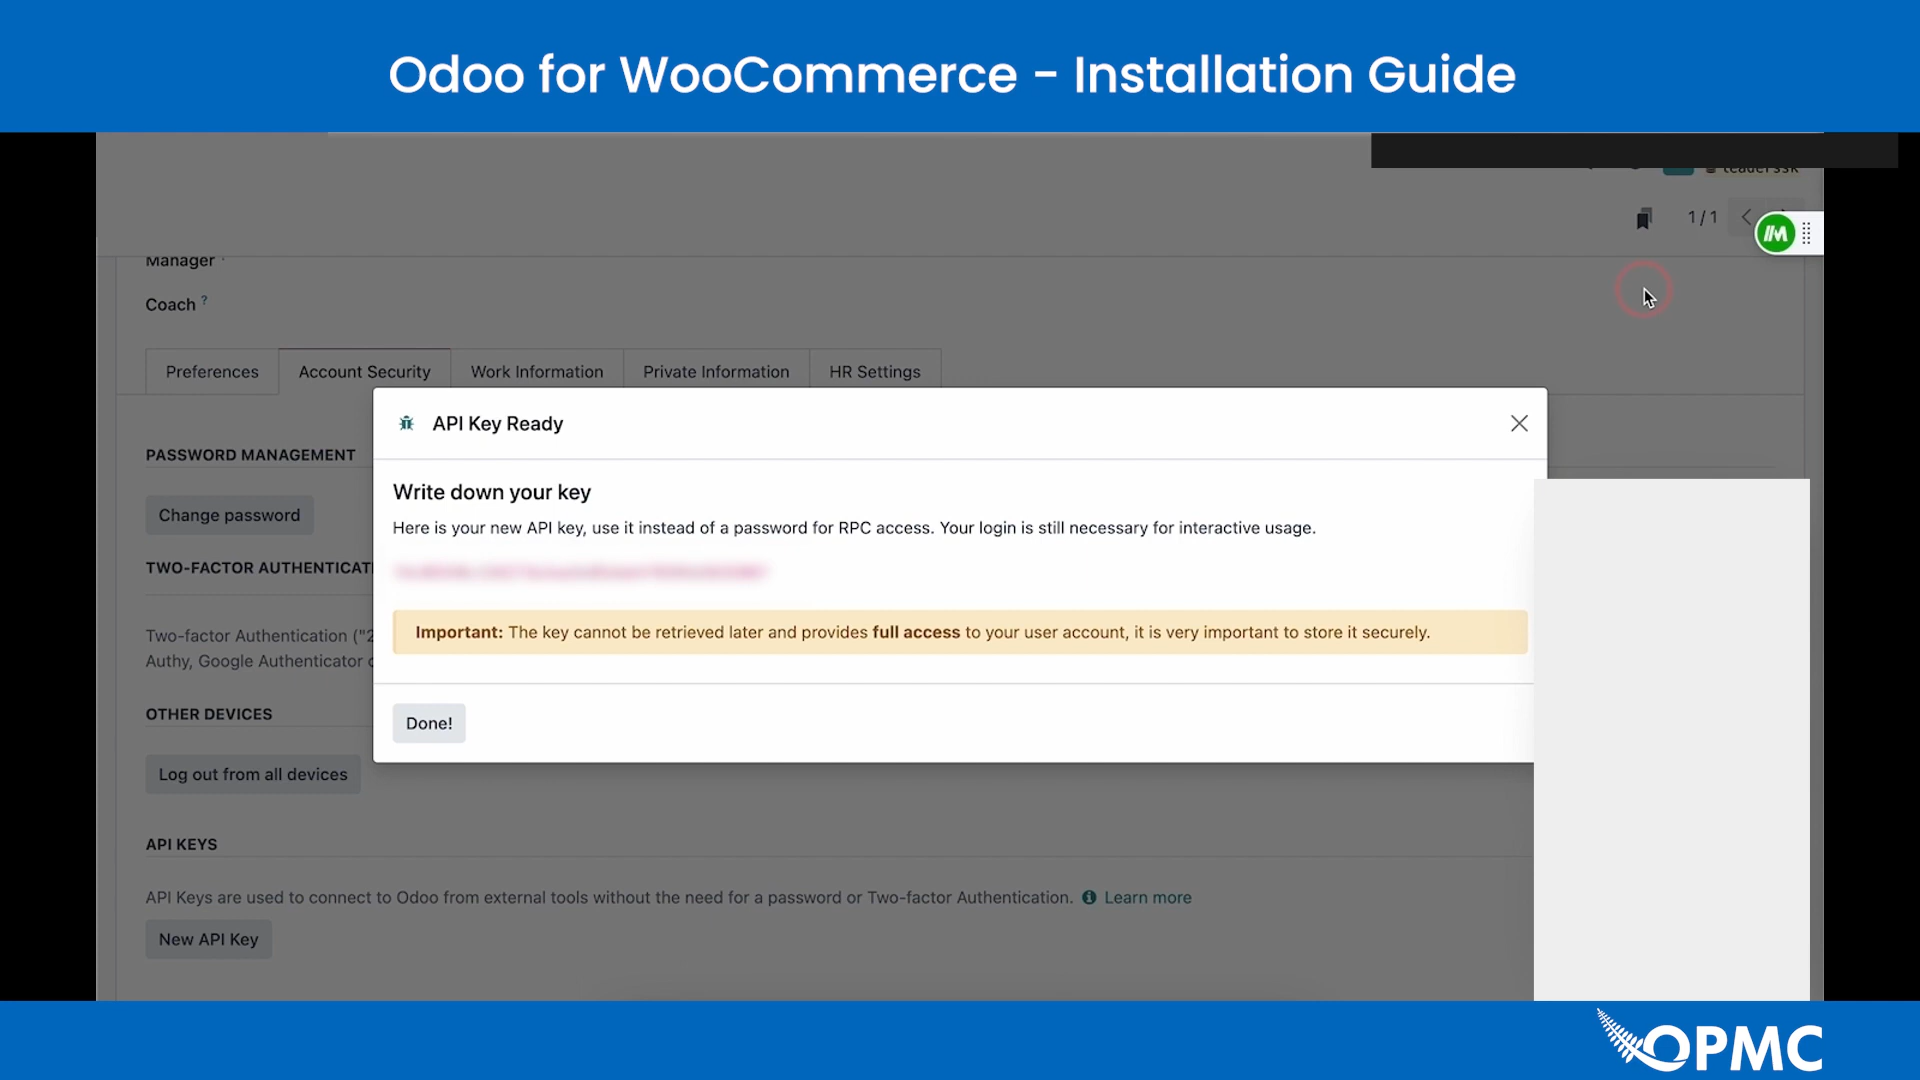 Odoo for WooCommerce - Installation Guide
1 / 1
Manager ?
Coach ?
Preferences
Account Security
Work Information
Private Information
HR Settings
API Key Ready
PASSWORD MANAGEMENT
Write down your key
Change password
Here is your new API key, use it instead of a password for RPC access. Your login is still necessary for interactive usage.
TWO-FACTOR AUTHENTICATI
Important: The key cannot be retrieved later and provides full access to your user account, it is very important to store it securely.
Two-factor Authentication ("2
Authy, Google Authenticator
OTHER DEVICES
Done!
Log out from all devices
API KEYS
API Keys are used to connect to Odoo from external tools without the need for a password or Two-factor Authentication. Learn more
New API Key
OPMC